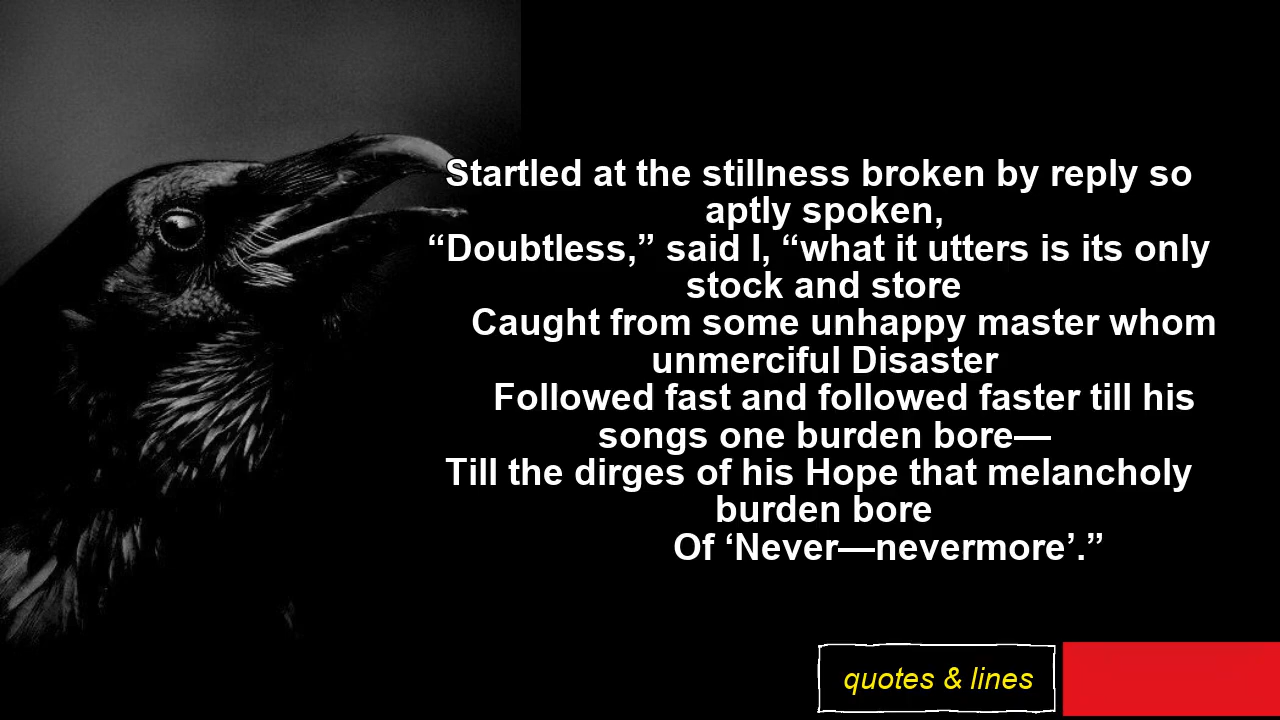 Startled at the stillness broken by reply so
aptly spoken,
“Doubtless,” said I, “what it utters is its only
stock and store
Caught from some unhappy master whom
unmerciful Disaster
Followed fast and followed faster till his
songs one burden bore—
Till the dirges of his Hope that melancholy
burden bore
Of ‘Never—nevermore’.”
quotes & lines